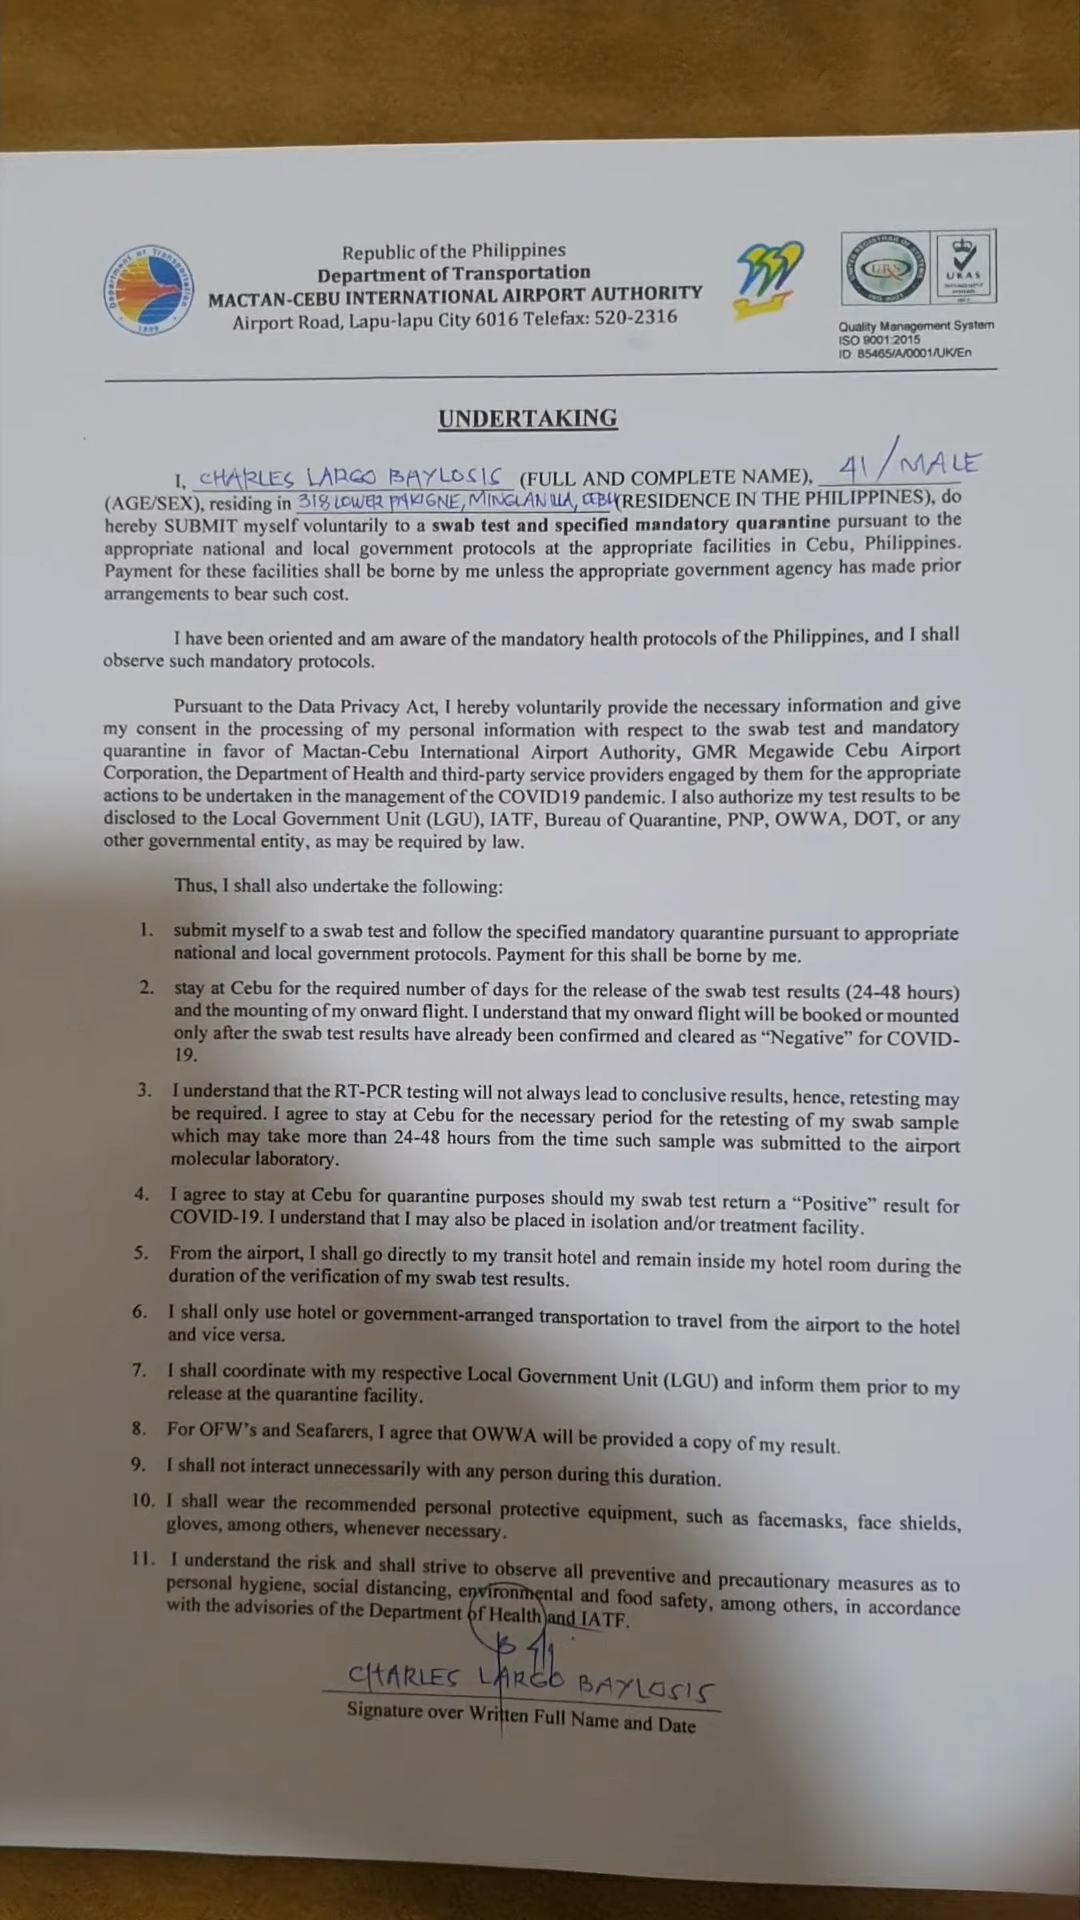 Republic of the Philippines
Department of Transportation
MACTAN-CEBU INTERNATIONAL AIRPORT AUTHORITY
Airport Road, Lapu-lapu City 6016 Telefax: 520-2316
Department of Transportation
1899
URS
UKAS
Quality Management System
ISO 9001:2015
ID 85465/A/0001/UK/En
UNDERTAKING
I, CHARLES LARGO BAYLOSIS (FULL AND COMPLETE NAME), 41/MALE
(AGE/SEX), residing in 318 LOWER PAKIGNE, MINGLANILLA, CEBU (RESIDENCE IN THE PHILIPPINES), do
hereby SUBMIT myself voluntarily to a swab test and specified mandatory quarantine pursuant to the
appropriate national and local government protocols at the appropriate facilities in Cebu, Philippines.
Payment for these facilities shall be borne by me unless the appropriate government agency has made prior
arrangements to bear such cost.
I have been oriented and am aware of the mandatory health protocols of the Philippines, and I shall
observe such mandatory protocols.
Pursuant to the Data Privacy Act, I hereby voluntarily provide the necessary information and give
my consent in the processing of my personal information with respect to the swab test and mandatory
quarantine in favor of Mactan-Cebu International Airport Authority, GMR Megawide Cebu Airport
Corporation, the Department of Health and third-party service providers engaged by them for the appropriate
actions to be undertaken in the management of the COVID19 pandemic. I also authorize my test results to be
disclosed to the Local Government Unit (LGU), IATF, Bureau of Quarantine, PNP, OWWA, DOT, or any
other governmental entity, as may be required by law.
Thus, I shall also undertake the following:
1. submit myself to a swab test and follow the specified mandatory quarantine pursuant to appropriate
national and local government protocols. Payment for this shall be borne by me.
2. stay at Cebu for the required number of days for the release of the swab test results (24-48 hours)
and the mounting of my onward flight. I understand that my onward flight will be booked or mounted
only after the swab test results have already been confirmed and cleared as “Negative” for COVID-
19.
3. I understand that the RT-PCR testing will not always lead to conclusive results, hence, retesting may
be required. I agree to stay at Cebu for the necessary period for the retesting of my swab sample
which may take more than 24-48 hours from the time such sample was submitted to the airport
molecular laboratory.
4. I agree to stay at Cebu for quarantine purposes should my swab test return a “Positive” result for
COVID-19. I understand that I may also be placed in isolation and/or treatment facility.
5. From the airport, I shall go directly to my transit hotel and remain inside my hotel room during the
duration of the verification of my swab test results.
6. I shall only use hotel or government-arranged transportation to travel from the airport to the hotel
and vice versa.
7. I shall coordinate with my respective Local Government Unit (LGU) and inform them prior to my
release at the quarantine facility.
8. For OFW’s and Seafarers, I agree that OWWA will be provided a copy of my result.
9. I shall not interact unnecessarily with any person during this duration.
10. I shall wear the recommended personal protective equipment, such as facemasks, face shields,
gloves, among others, whenever necessary.
11. I understand the risk and shall strive to observe all preventive and precautionary measures as to
personal hygiene, social distancing, environmental and food safety, among others, in accordance
with the advisories of the Department of Health and IATF.
CHARLES LARGO BAYLOSIS
Signature over Written Full Name and Date